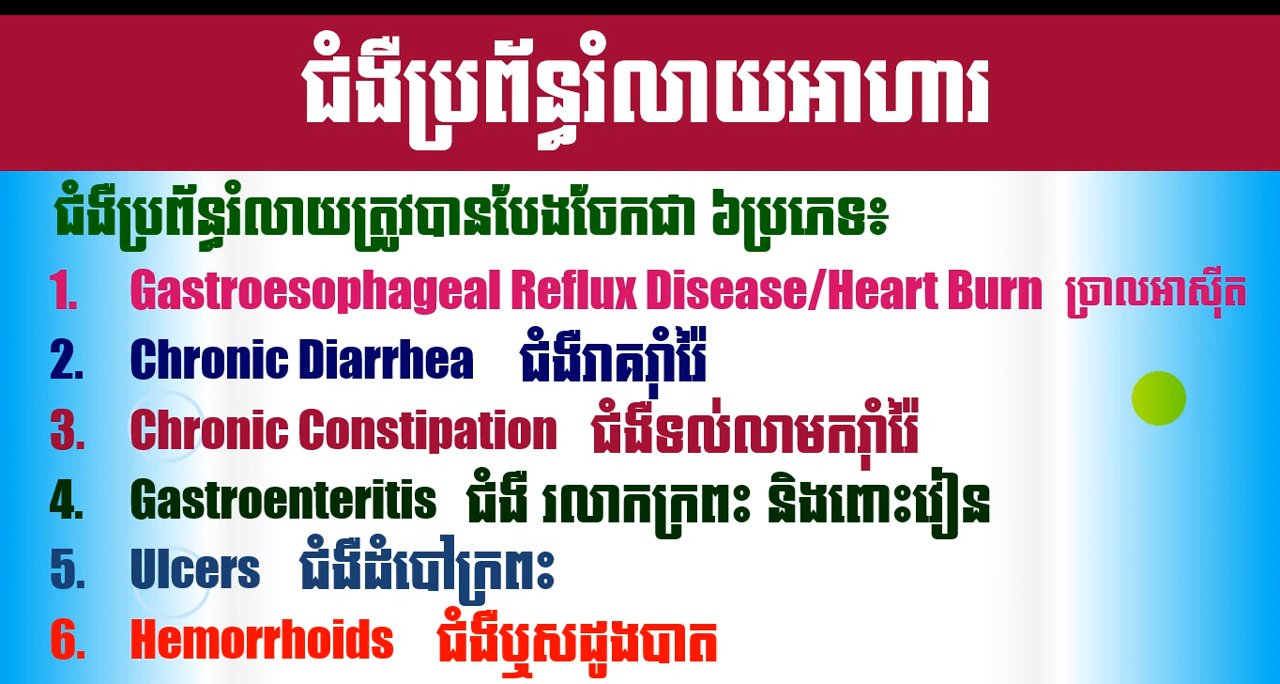 ជំងឺប្រព័ន្ធរំលាយអាហារ
ជំងឺប្រព័ន្ធរំលាយត្រូវបានបែងចែកជា ៦ប្រភេទ៖
1. Gastroesophageal Reflux Disease/Heart Burn ច្រាលអាស៊ីត
2. Chronic Diarrhea ជំងឺរាគរ៉ាំរ៉ៃ
3. Chronic Constipation ជំងឺទល់លាមករ៉ាំរ៉ៃ
4. Gastroenteritis ជំងឺ រលាកក្រពះ និងពោះវៀន
5. Ulcers ជំងឺដំបៅក្រពះ
6. Hemorrhoids ជំងឺឬសដូងបាត